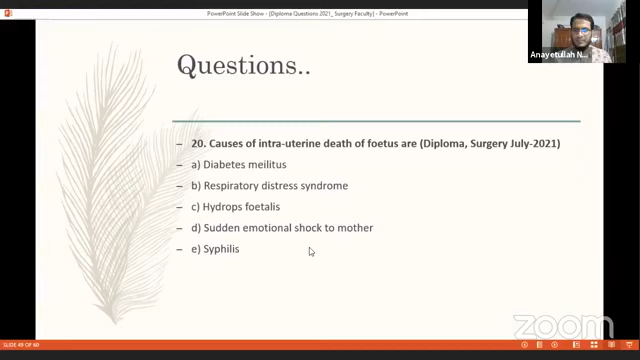 PowerPoint Slide Show - [Diploma Questions 2021_ Surgery Faculty] - PowerPoint
Anayetullah N...
Questions..
– 20. Causes of intra-uterine death of foetus are (Diploma, Surgery July-2021)
– a) Diabetes meilitus
– b) Respiratory distress syndrome
– c) Hydrops foetalis
– d) Sudden emotional shock to mother
– e) Syphilis
zoom
SLIDE 49 OF 60